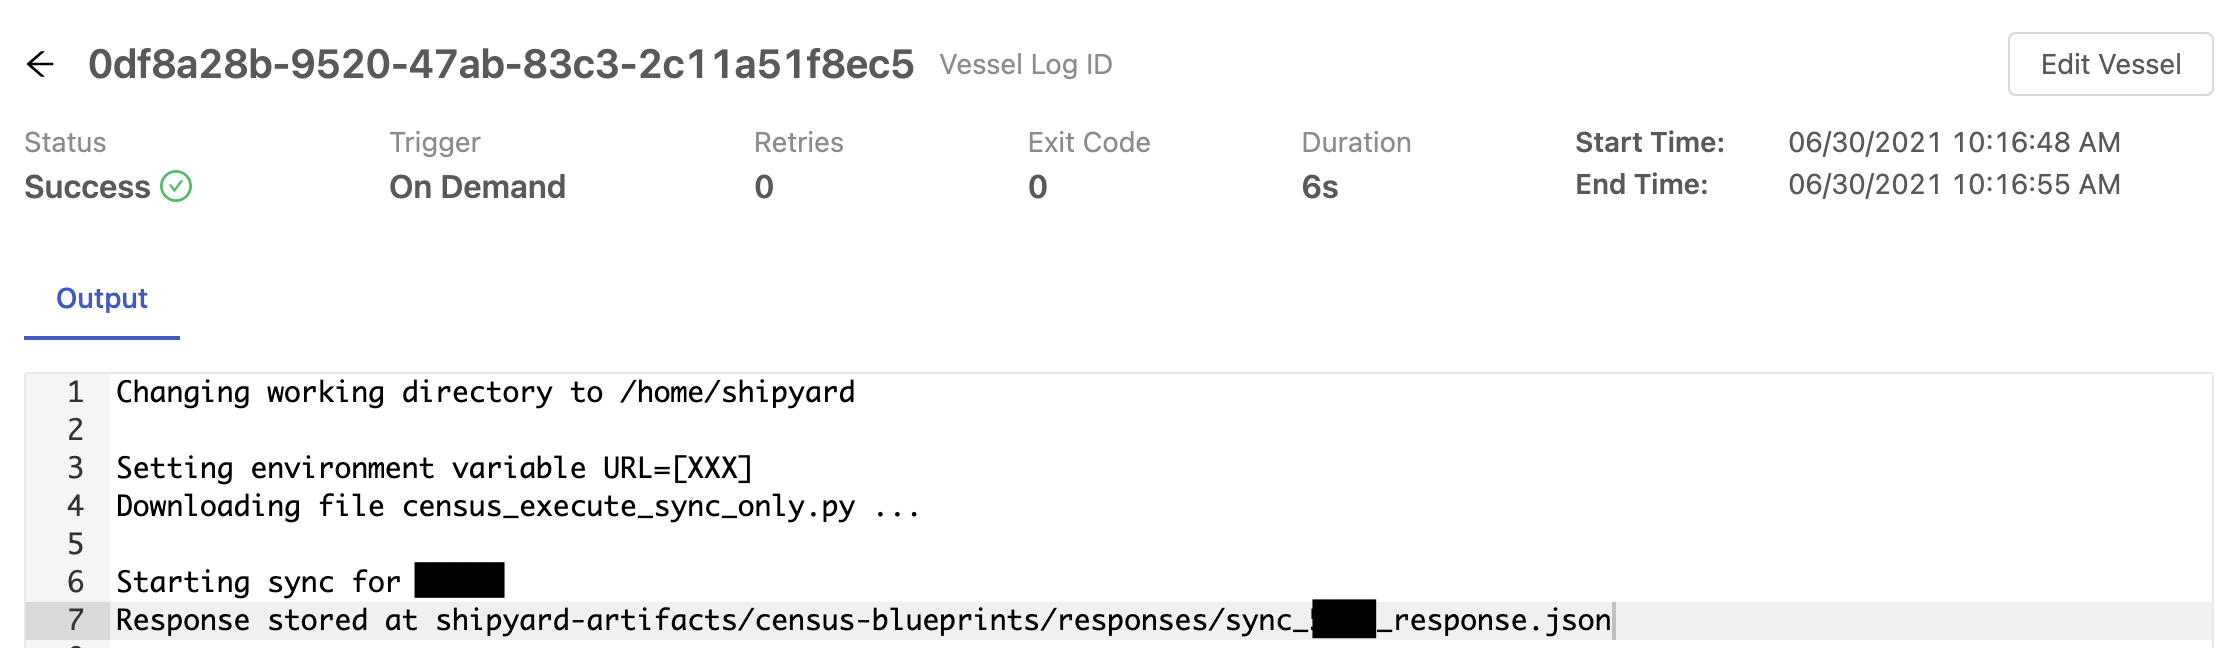 0df8a28b-9520-47ab-83c3-2c11a51f8ec5 Vessel Log ID Edit Vessel
Status Trigger Retries Exit Code Duration Start Time: 06/30/2021 10:16:48 AM
Success On Demand 0 0 6s End Time: 06/30/2021 10:16:55 AM
Output
1 Changing working directory to /home/shipyard
2
3 Setting environment variable URL=[XXX]
4 Downloading file census_execute_sync_only.py ...
5
6 Starting sync for
7 Response stored at shipyard-artifacts/census-blueprints/responses/sync_ _response.json